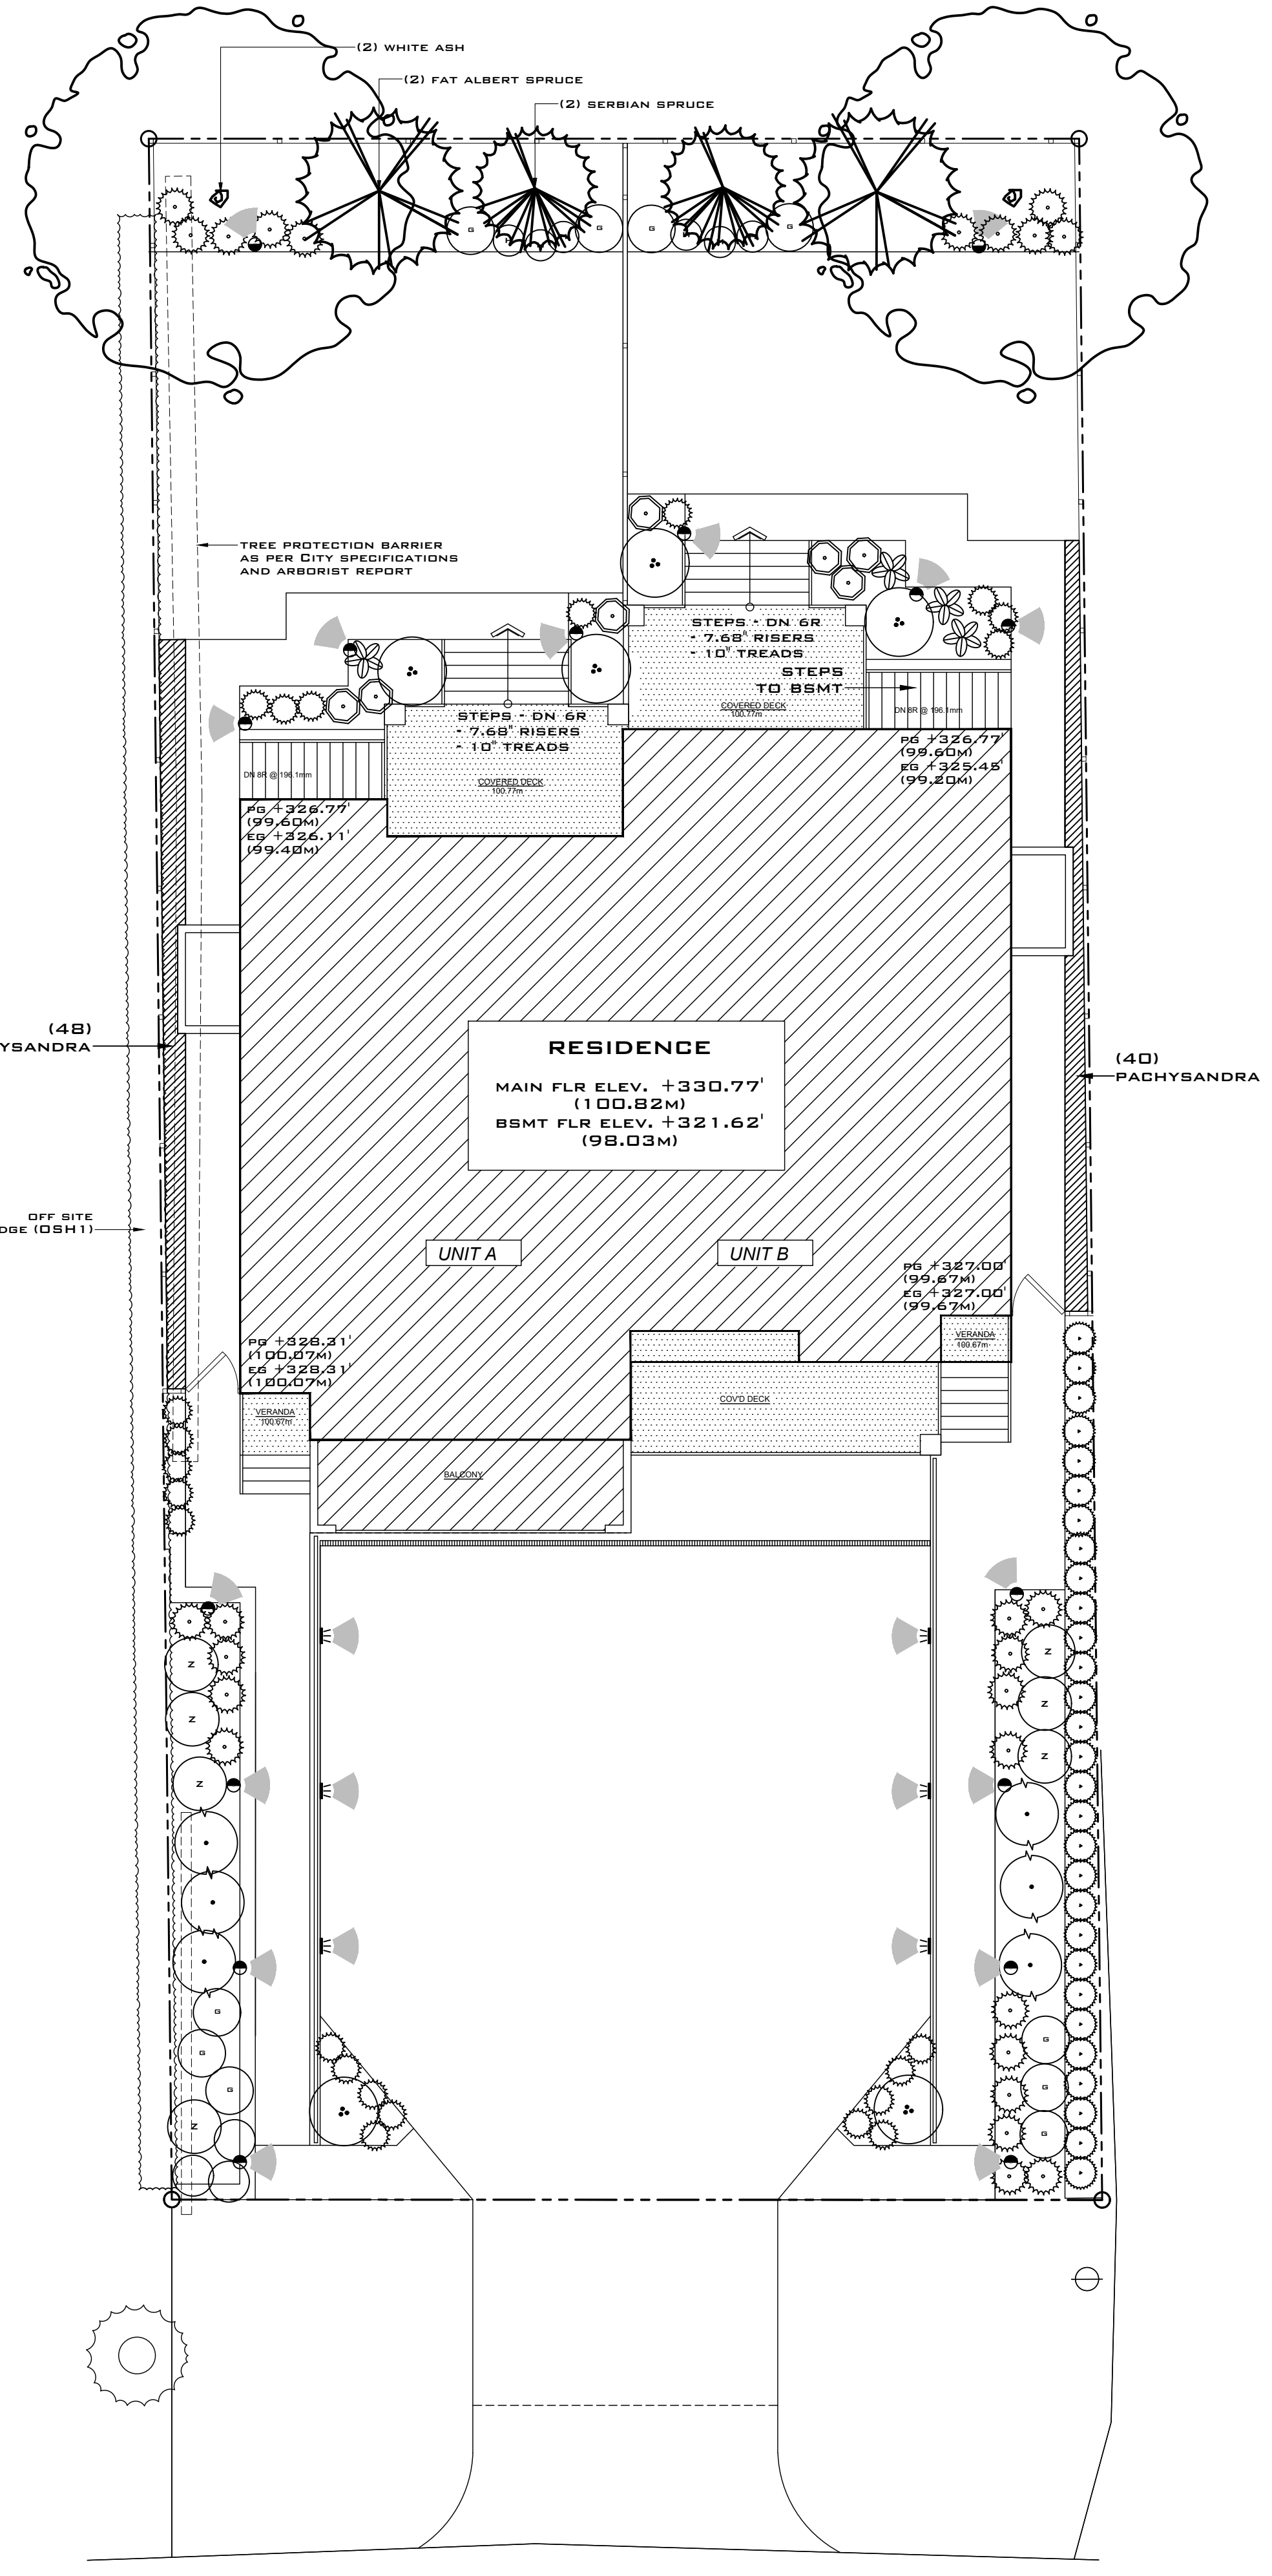 (2) WHITE ASH
(2) FAT ALBERT SPRUCE
(2) SERBIAN SPRUCE
G
G
G
G
TREE PROTECTION BARRIER
AS PER CITY SPECIFICATIONS
AND ARBORIST REPORT
STEPS - DN 6R
- 7.68" RISERS
- 10" TREADS
STEPS
TO BSMT
COVERED DECK
100.77m
DN 8R @ 196.1mm
STEPS - DN 6R
- 7.68" RISERS
- 10" TREADS
COVERED DECK
100.77m
DN 8R @ 196.1mm
PG +326.77'
(99.60M)
EG +325.45'
(99.20M)
PG +326.77'
(99.60M)
EG +326.11'
(99.40M)
(48)
YSANDRA
RESIDENCE
MAIN FLR ELEV. +330.77'
(100.82M)
BSMT FLR ELEV. +321.62'
(98.03M)
(40)
PACHYSANDRA
OFF SITE
DGE (OSH1)
UNIT A
UNIT B
PG +327.00'
(99.67M)
EG +327.00'
(99.67M)
PG +328.31'
(100.07M)
EG +328.31'
(100.07M)
VERANDA
100.67m
VERANDA
100.67m
COV'D DECK
BALCONY
Z
Z
Z
Z
Z
Z
G
G
G
Z
G
G
G